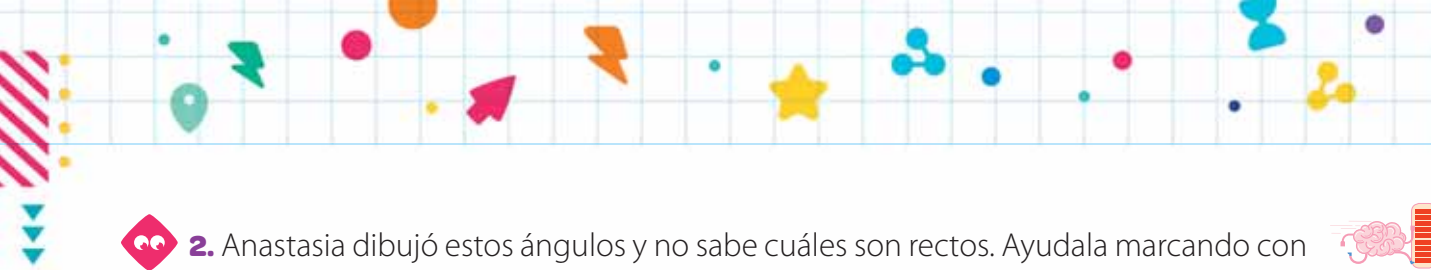 2. Anastasia dibujó estos ángulos y no sabe cuáles son rectos. Ayudala marcando con